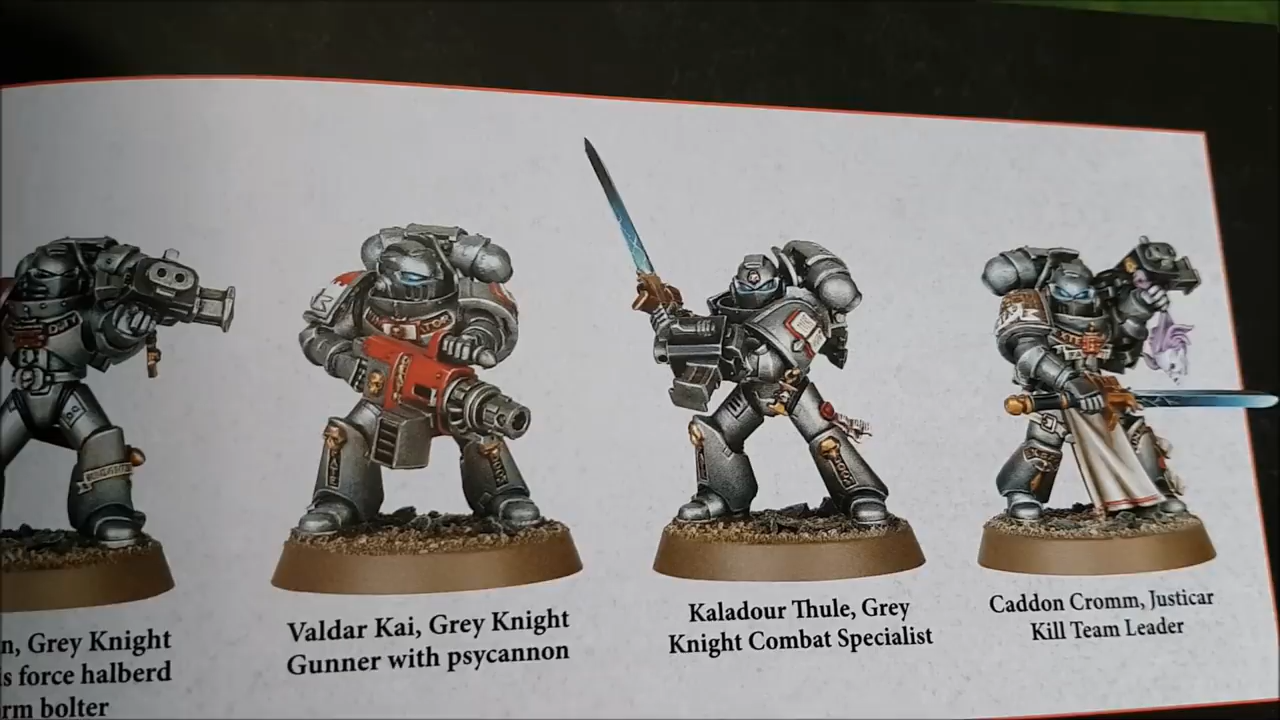 n, Grey Knight
s force halberd
rm bolter
Valdar Kai, Grey Knight
Gunner with psycannon
Kaladour Thule, Grey
Knight Combat Specialist
Caddon Cromm, Justicar
Kill Team Leader